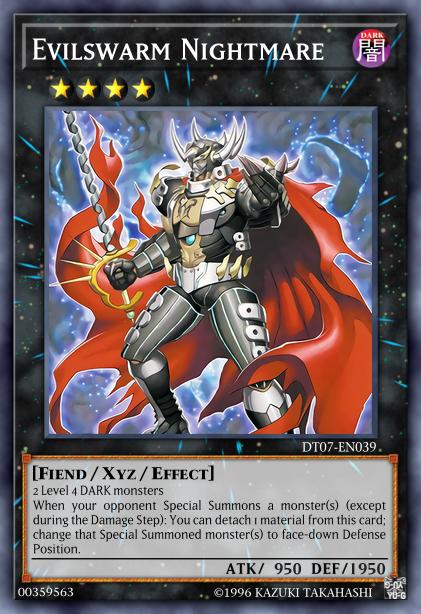 Evilswarm Nightmare
DARK
闇
DT07-EN039
[Fiend / Xyz / Effect]
2 Level 4 DARK monsters
When your opponent Special Summons a monster(s) (except
during the Damage Step): You can detach 1 material from this card;
change that Special Summoned monster(s) to face-down Defense
Position.
ATK/ 950 DEF/1950
00359563
©1996 KAZUKI TAKAHASHI